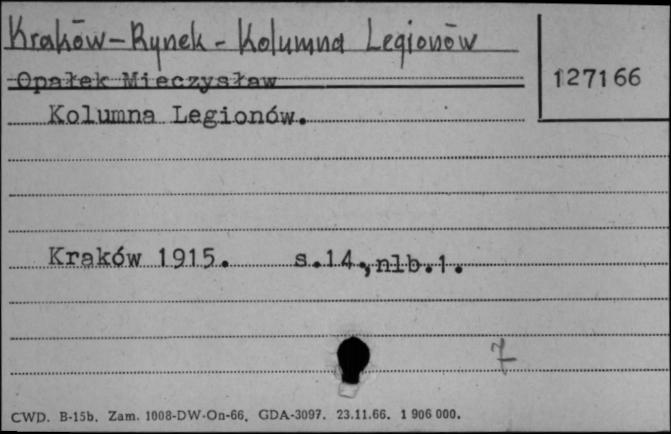 Kraków - Rynek - Kolumna Legionów
Opałek Mieczysław
127166
Kolumna Legionów.
Kraków 1915. s.14., nlb.1.
7
CWD. B-15b. Zam. 1008-DW-On-66. GDA-3097. 23.11.66. 1 906 000.